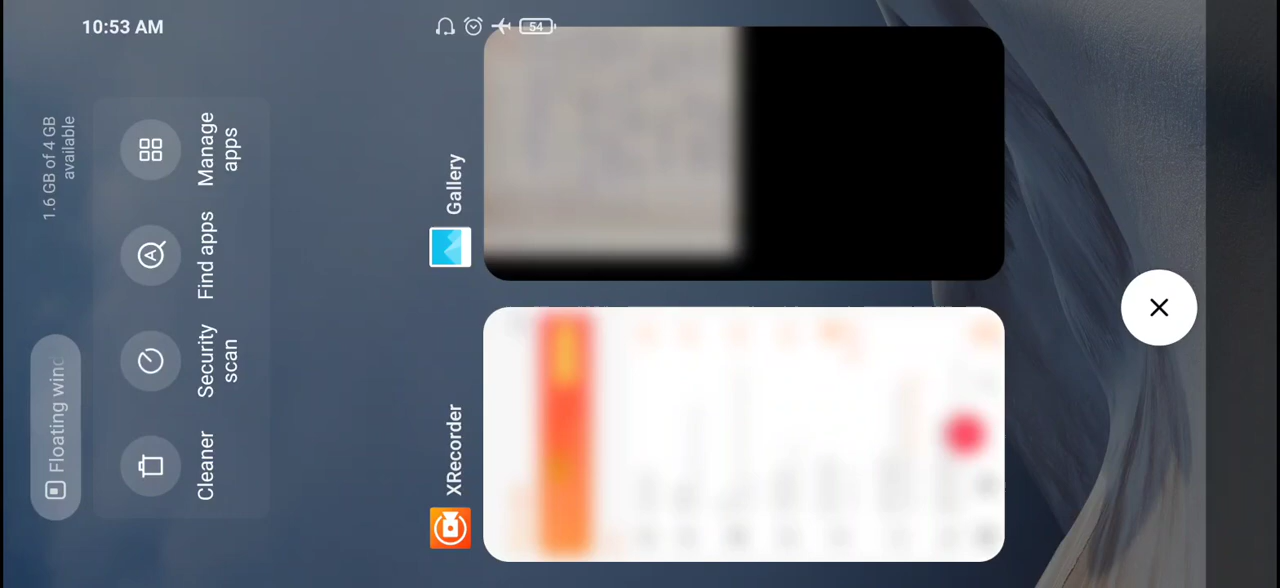 10:53 AM
54
1.6 GB of 4 GB
available
Floating wind
Cleaner
Security
scan
Find apps
Manage
apps
XRecorder
Gallery